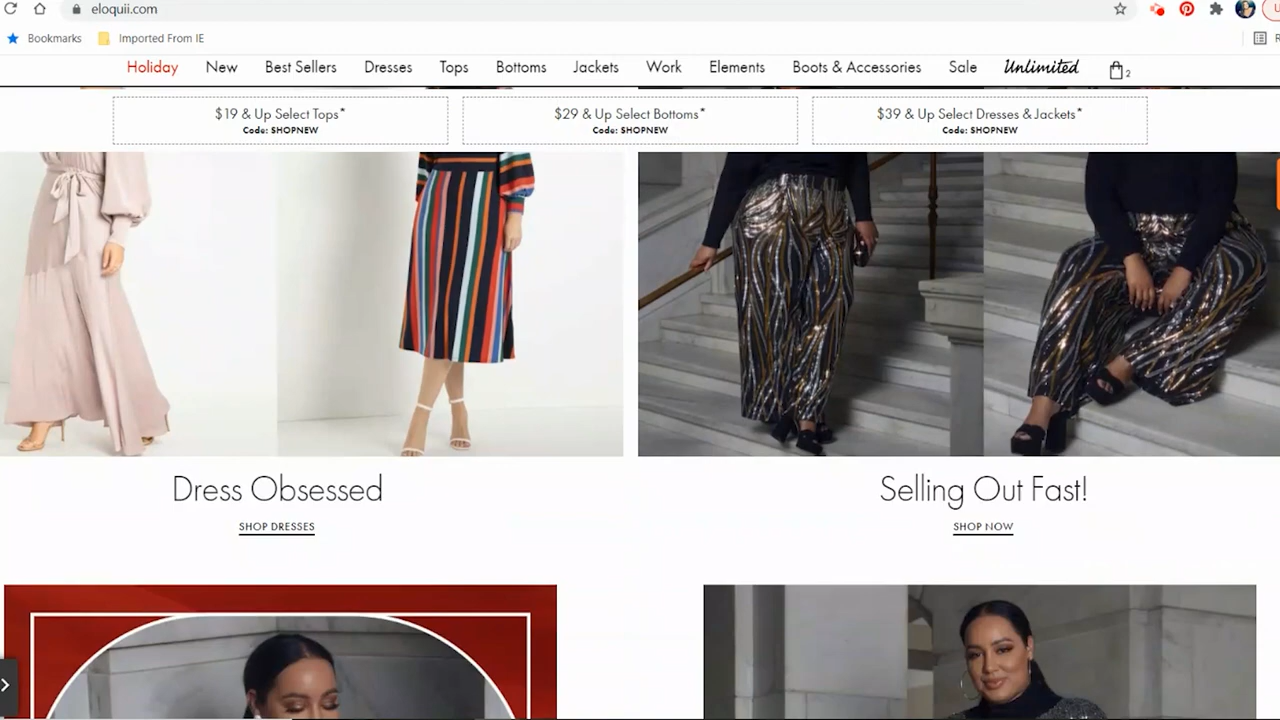 eloquii.com
Bookmarks
Imported From IE
Holiday New Best Sellers Dresses Tops Bottoms Jackets Work Elements Boots & Accessories Sale Unlimited 2
$19 & Up Select Tops*
Code: SHOPNEW
$29 & Up Select Bottoms*
Code: SHOPNEW
$39 & Up Select Dresses & Jackets*
Code: SHOPNEW
Dress Obsessed
SHOP DRESSES
Selling Out Fast!
SHOP NOW